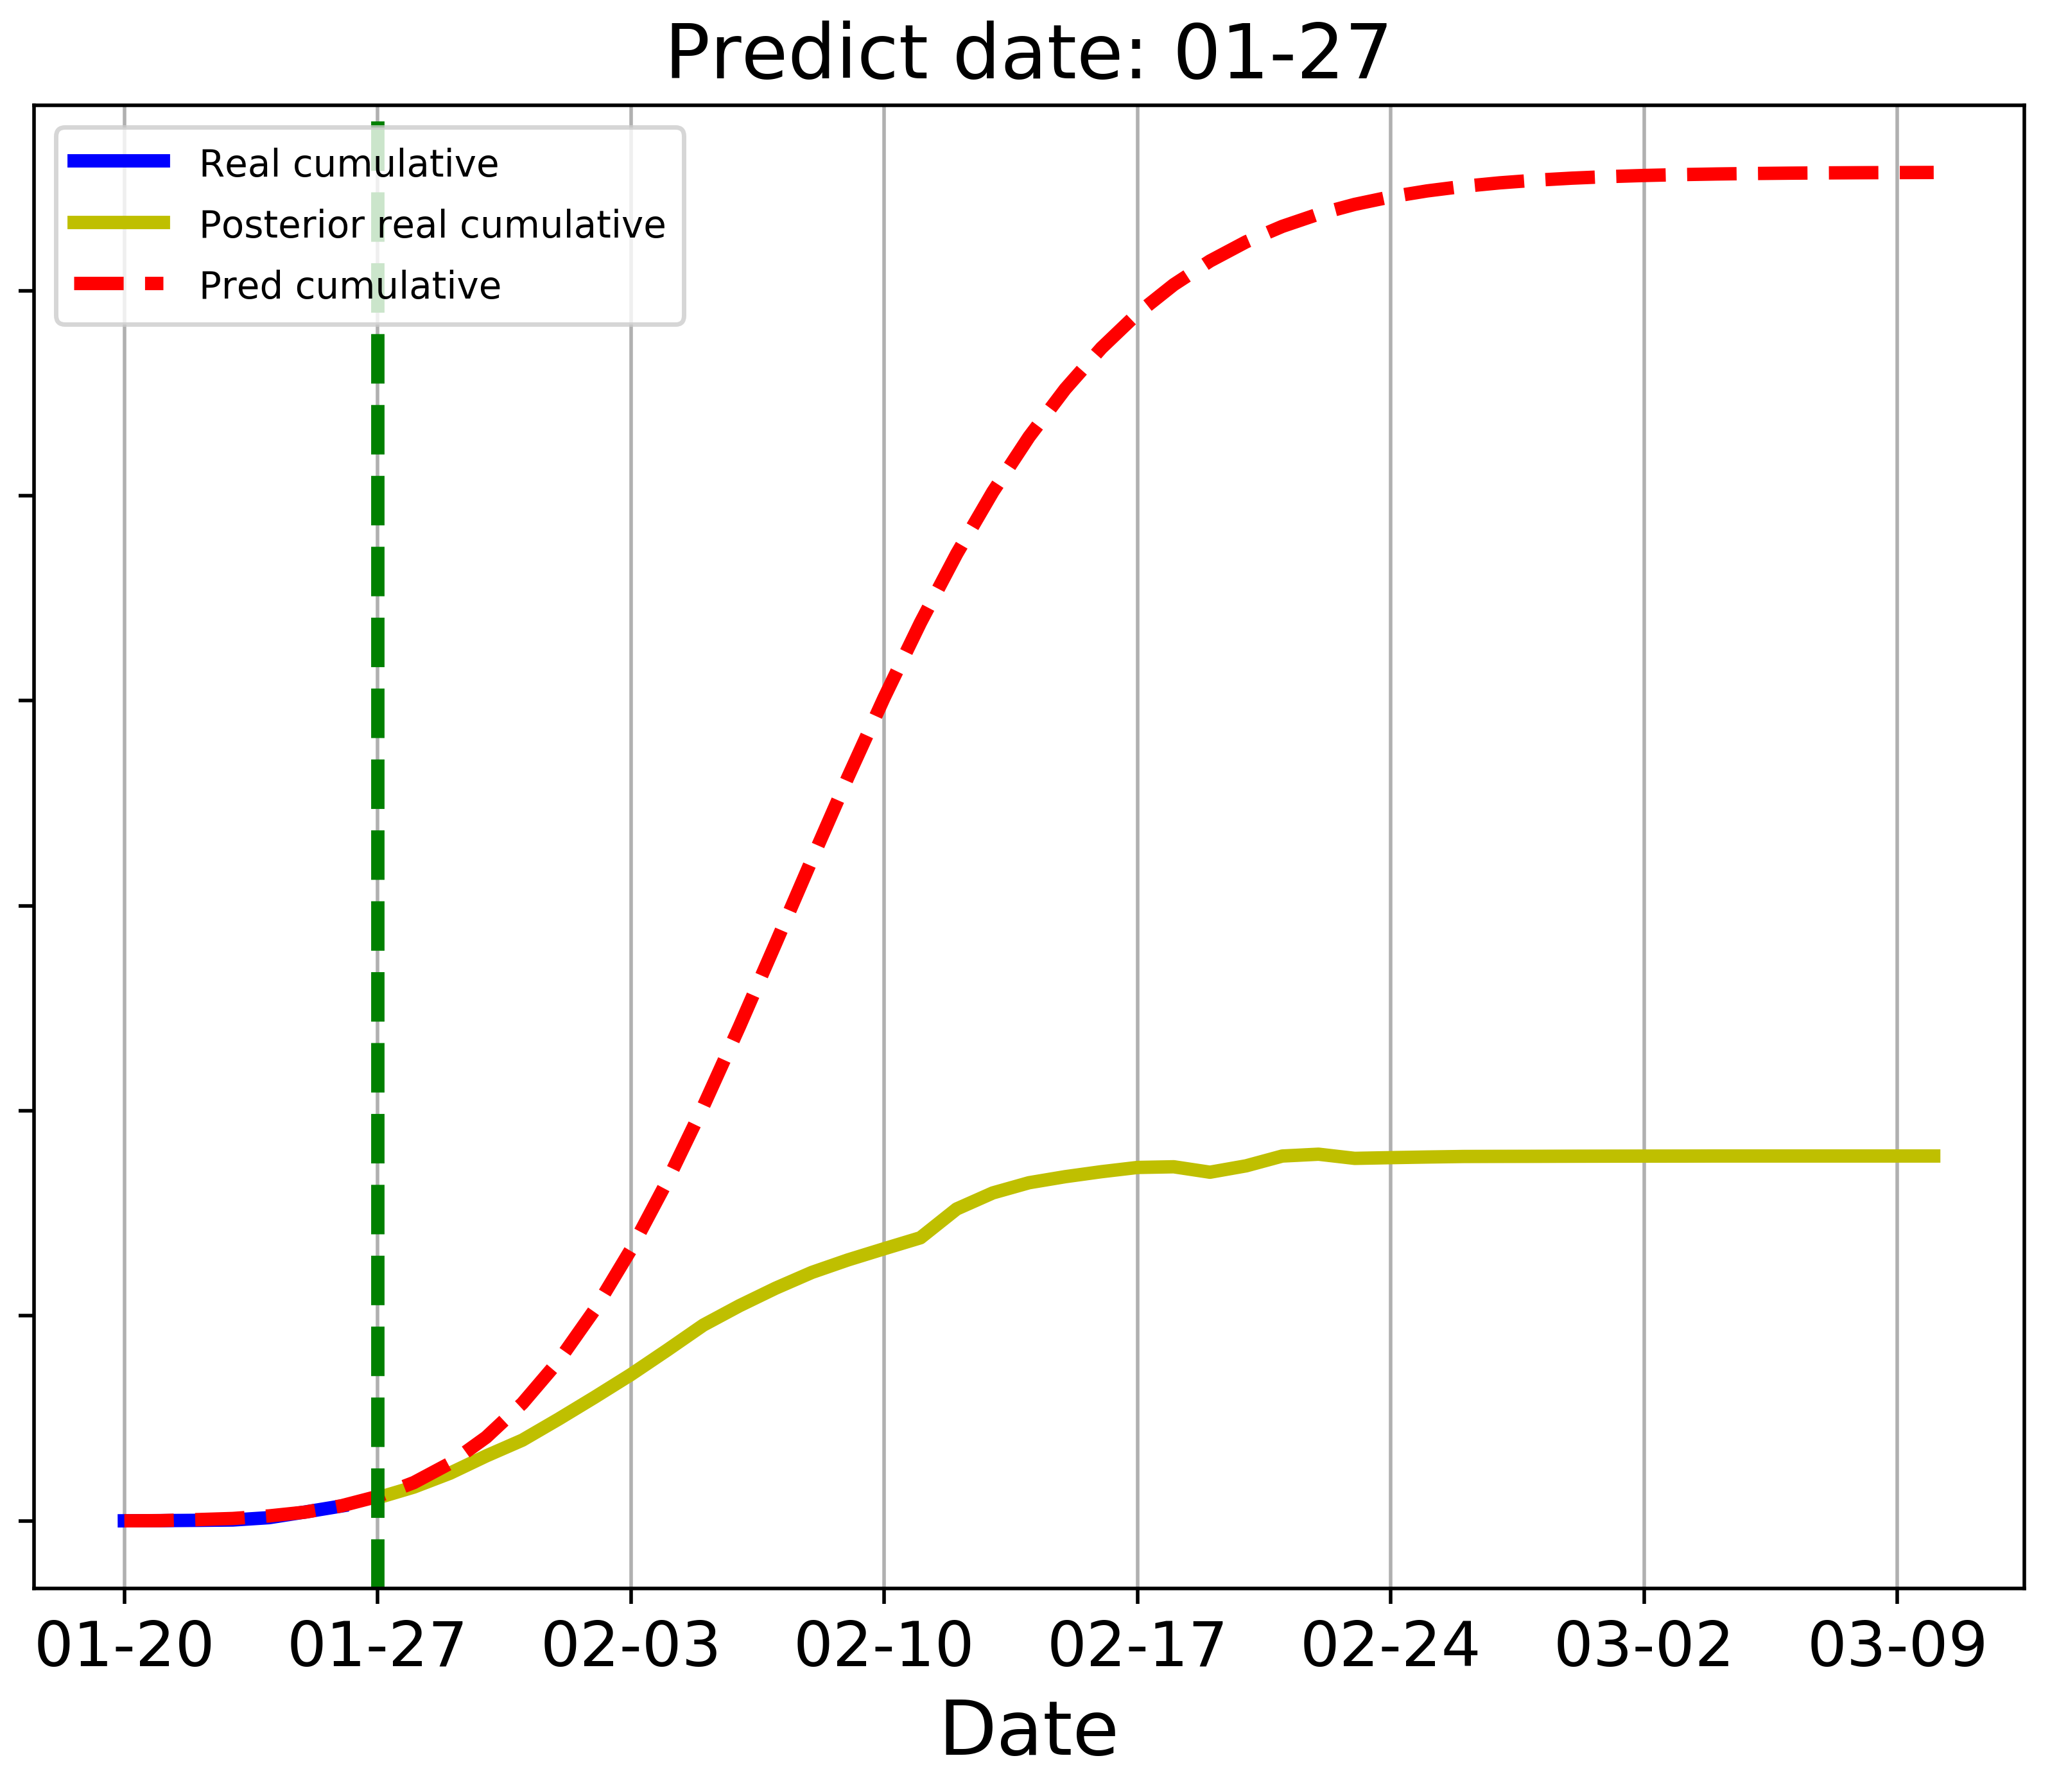 Predict date: 01-27
Real cumulative
Posterior real cumulative
Pred cumulative
01-20 01-27 02-03 02-10 02-17 02-24 03-02 03-09
Date